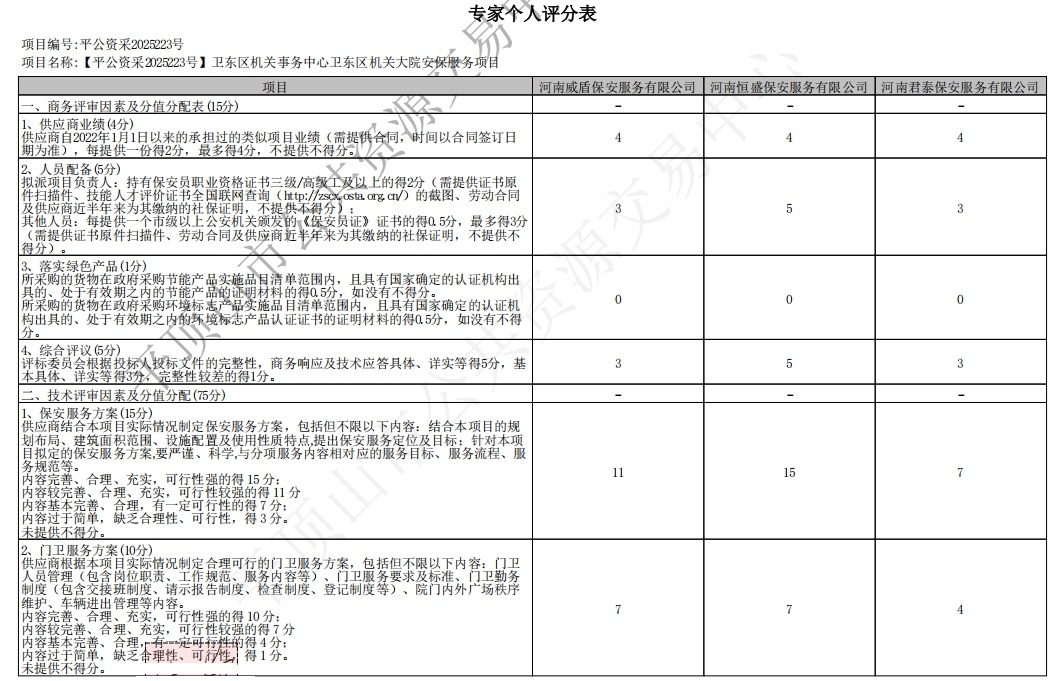 专家个人评分表
项目编号:平公资采2025223号
项目名称:【平公资采2025223号】卫东区机关事务中心卫东区机关大院安保服务项目
项目 河南威盾保安服务有限公司 河南恒盛保安服务有限公司 河南君泰保安服务有限公司
一、商务评审因素及分值分配表(15分) - - -
1、供应商业绩(4分)
供应商自2022年1月1日以来的承担过的类似项目业绩（需提供合同，时间以合同签订日
期为准），每提供一份得2分，最多得4分，不提供不得分。
4 4 4
2、人员配备(5分)
拟派项目负责人：持有保安员职业资格证书三级/高级工及以上的得2分（需提供证书原
件扫描件、技能人才评价证书全国联网查询（http://zscx.osta.org.cn/）的截图、劳动合同
及供应商近半年来为其缴纳的社保证明，不提供不得分）；
其他人员：每提供一个市级以上公安机关颁发的《保安员证》证书的得0.5分，最多得3分
（需提供证书原件扫描件、劳动合同及供应商近半年来为其缴纳的社保证明，不提供不
得分）。
3 5 3
3、落实绿色产品(1分)
所采购的货物在政府采购节能产品实施品目清单范围内，且具有国家确定的认证机构出
具的、处于有效期之内的节能产品的证明材料的得0.5分，如没有不得分。
所采购的货物在政府采购环境标志产品实施品目清单范围内，且具有国家确定的认证机
构出具的、处于有效期之内的环境标志产品认证证书的证明材料的得0.5分，如没有不得
分。
0 0 0
4、综合评议(5分)
评标委员会根据投标人投标文件的完整性，商务响应及技术应答具体、详实等得5分，基
本具体、详实等得3分，完整性较差的得1分。
3 5 3
二、技术评审因素及分值分配(75分) - - -
1、保安服务方案(15分)
供应商结合本项目实际情况制定保安服务方案，包括但不限以下内容：结合本项目的规
划布局、建筑面积范围、设施配置及使用性质特点,提出保安服务定位及目标；针对本项
目拟定的保安服务方案,要严谨、科学,与分项服务内容相对应的服务目标、服务流程、服
务规范等。
内容完善、合理、充实，可行性强的得 15 分；
内容较完善、合理、充实，可行性较强的得 11 分
内容基本完善、合理，有一定可行性的得 7 分；
内容过于简单，缺乏合理性、可行性，得 3 分。
未提供不得分。
11 15 7
2、门卫服务方案(10分)
供应商根据本项目实际情况制定合理可行的门卫服务方案，包括但不限以下内容：门卫
人员管理（包含岗位职责、工作规范、服务内容等）、门卫服务要求及标准、门卫勤务
制度（包含交接班制度、请示报告制度、检查制度、登记制度等）、院门内外广场秩序
维护、车辆进出管理等内容。
内容完善、合理、充实，可行性强的得 10 分；
内容较完善、合理、充实，可行性较强的得 7 分
内容基本完善、合理，有一定可行性的得 4 分；
内容过于简单，缺乏合理性、可行性，得 1 分。
未提供不得分。
7 7 4
平顶山市公共资源交易中心
平顶山市公共资源交易中心